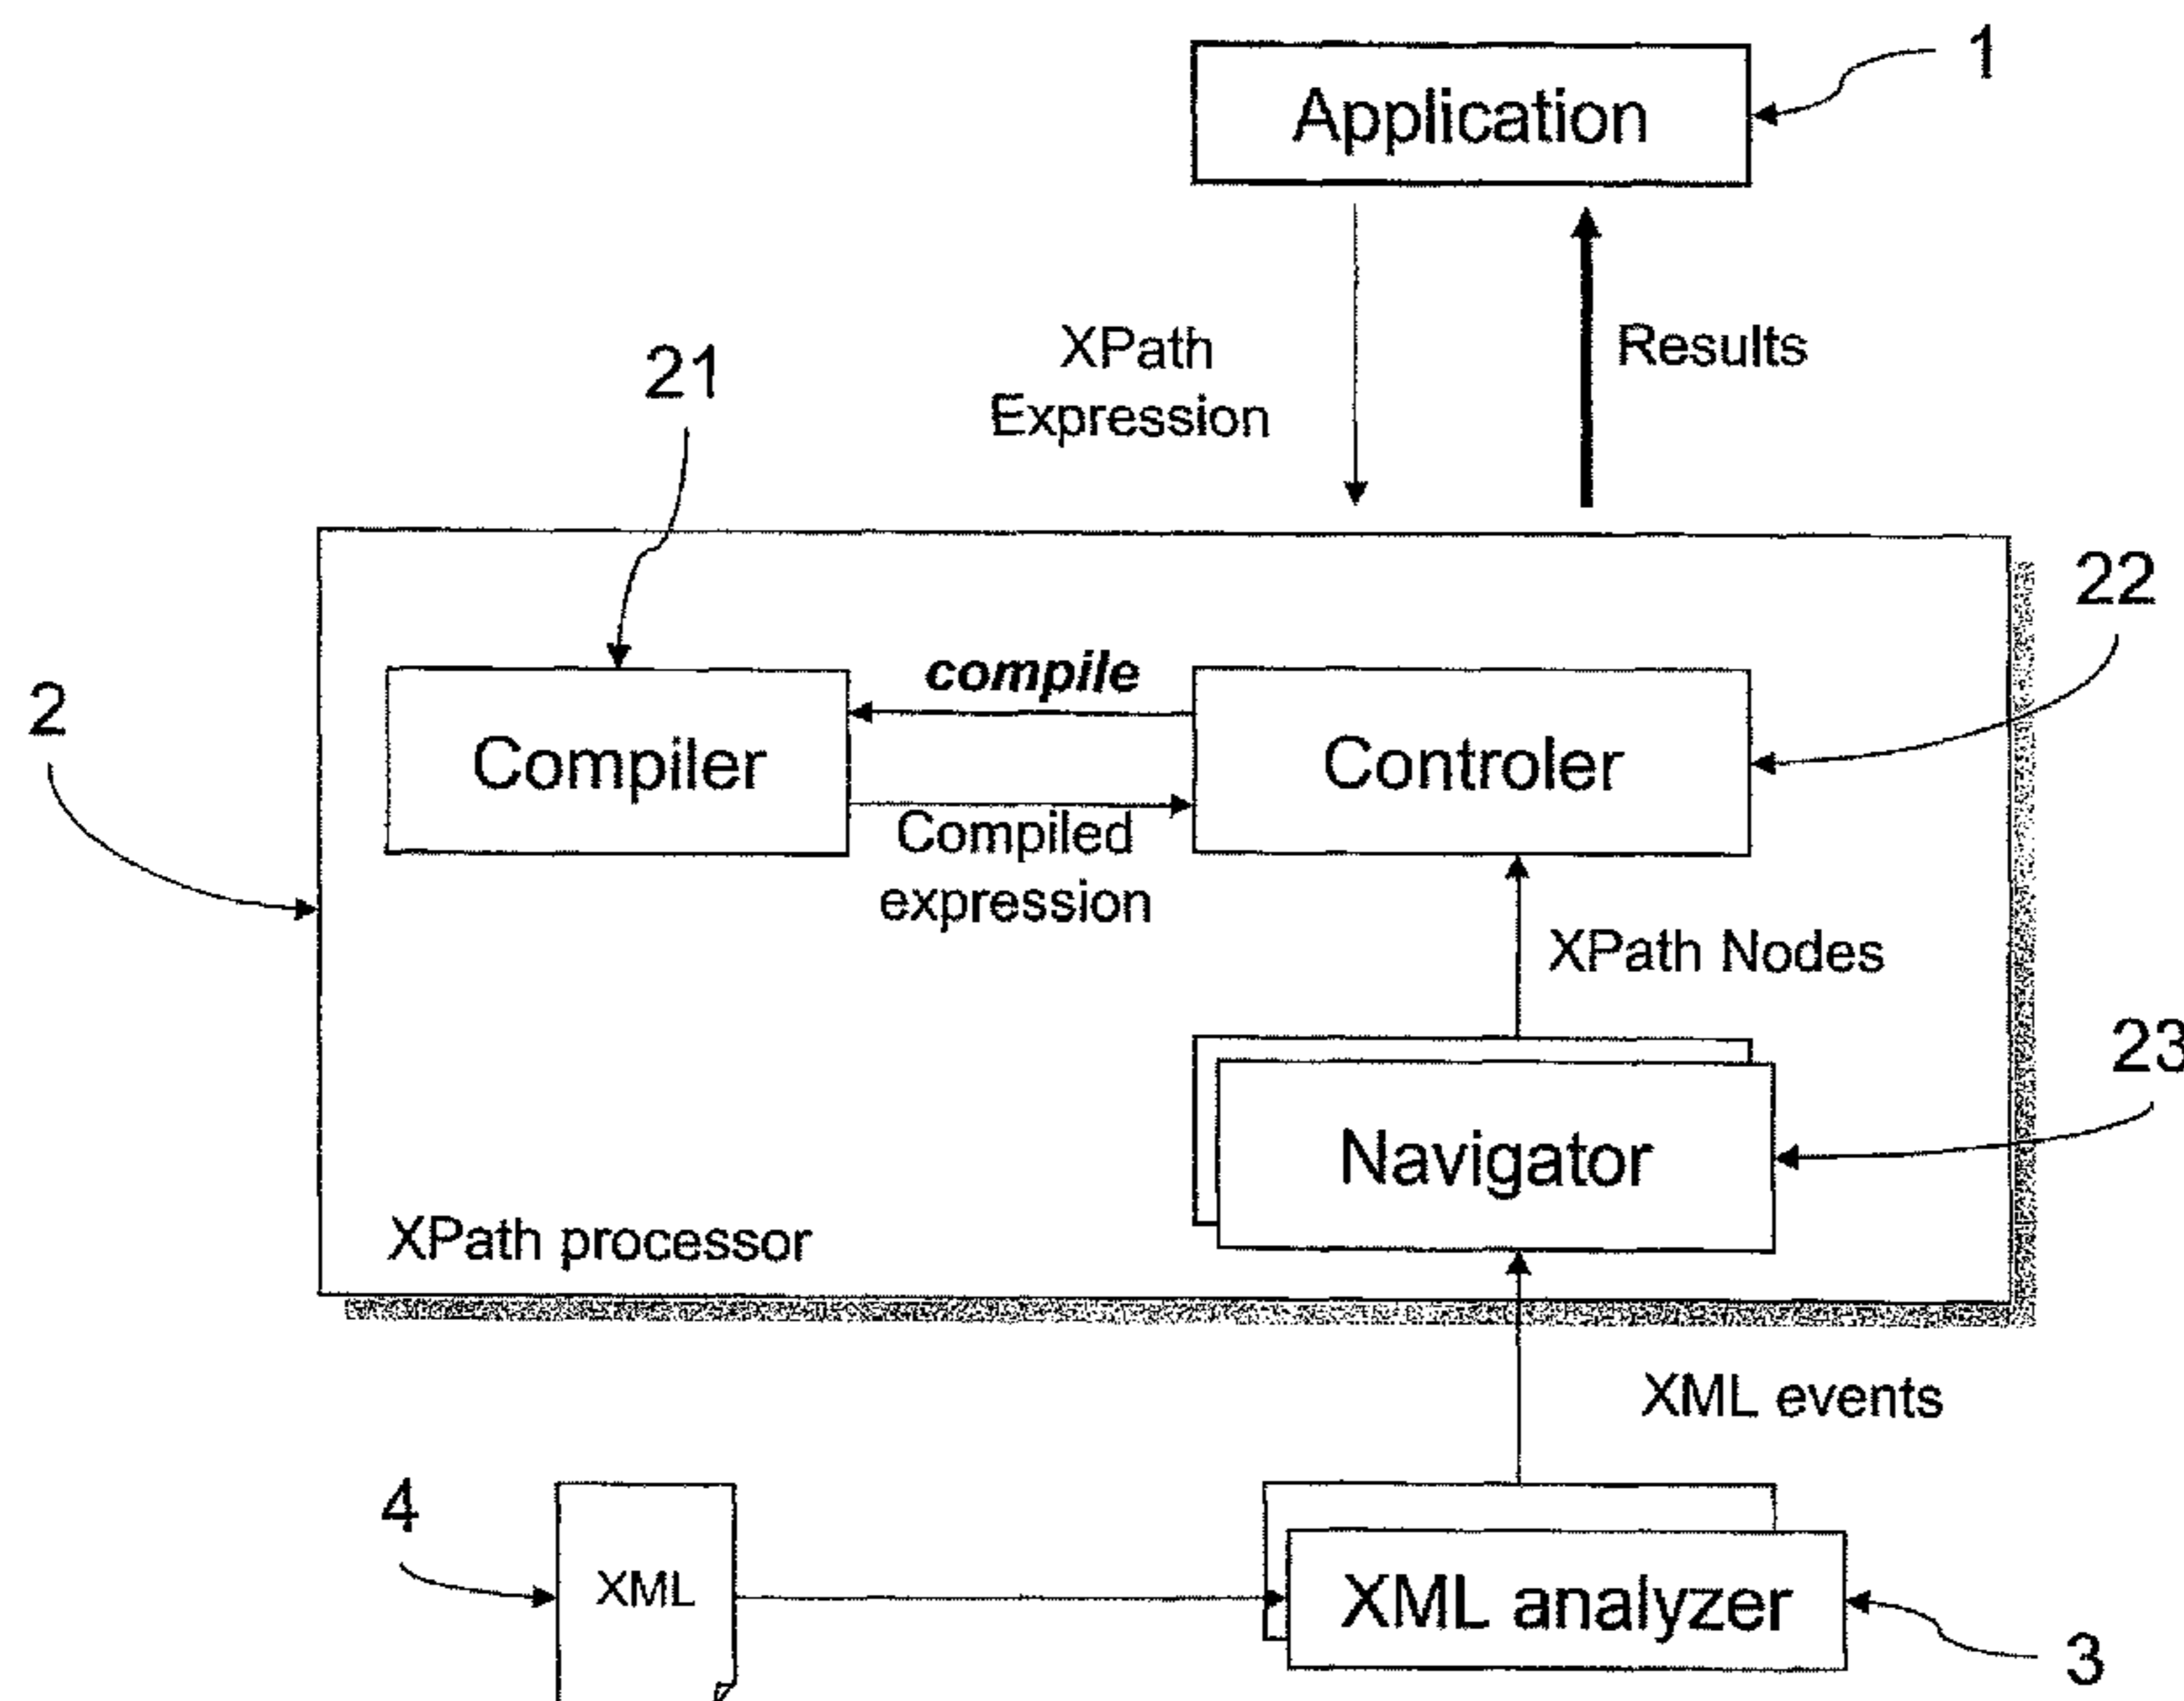 1
Application
XPath
Expression
Results
21
22
2
compile
Compiler
Controler
Compiled
expression
XPath Nodes
23
Navigator
XPath processor
XML events
4
XML
XML analyzer
3